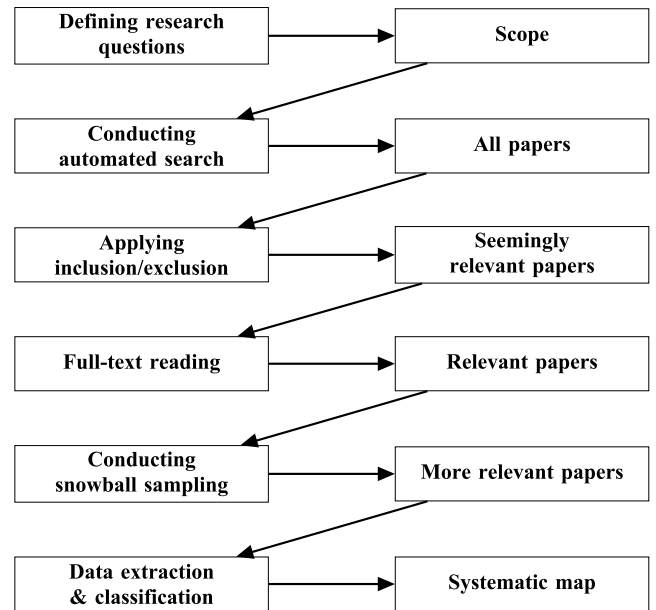 Defining research
questions
Scope
Conducting
automated search
All papers
Applying
inclusion/exclusion
Seemingly
relevant papers
Full-text reading
Relevant papers
Conducting
snowball sampling
More relevant papers
Data extraction
& classification
Systematic map